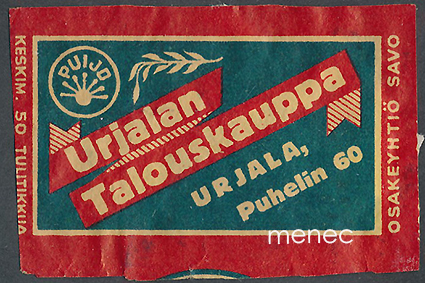 KESKIM. 50 TULITIKKUA
PUIJO
Urjalan
Talouskauppa
URJALA,
Puhelin 60
OSAKEYHTIÖ SAVO
menec